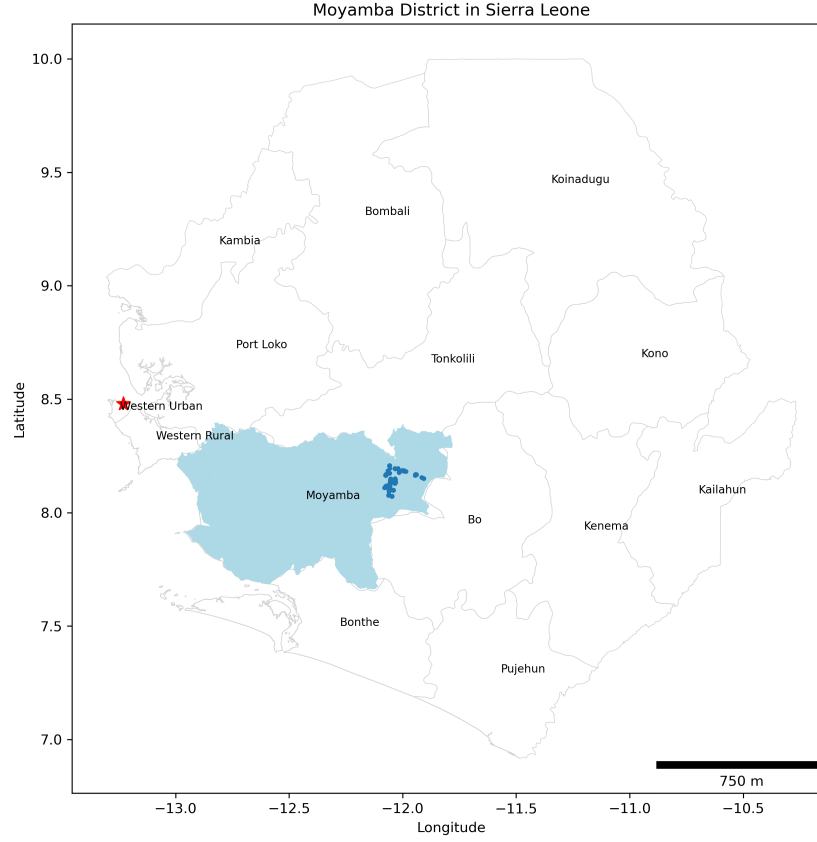 Moyamba District in Sierra Leone
10.0
9.5
9.0
8.5
8.0
7.5
7.0
Latitude
Koinadugu
Bombali
Kambia
Port Loko
Kono
Tonkolili
Western Urban
Western Rural
Kailahun
Moyamba
Bo
Kenema
Bonthe
Pujehun
750 m
−13.0 −12.5 −12.0 −11.5 −11.0 −10.5
Longitude